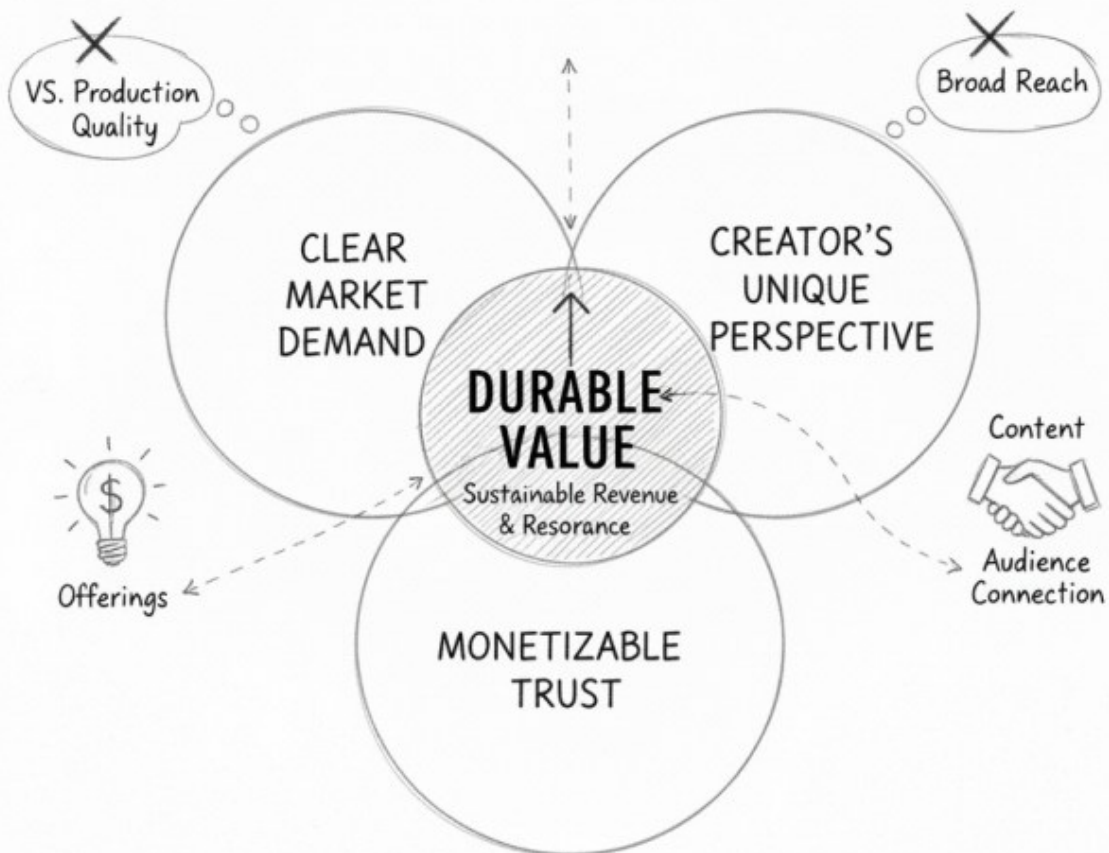 VS. Production
Quality
Broad Reach
CLEAR
MARKET
DEMAND
CREATOR'S
UNIQUE
PERSPECTIVE
DURABLE
VALUE
Sustainable Revenue
& Resorance
$
Offerings
Content
Audience
Connection
MONETIZABLE
TRUST